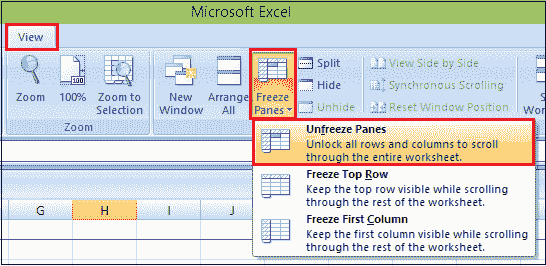 Microsoft Excel
View
Zoom
100%
Zoom to
Selection
Zoom
New
Window
Arrange
All
Freeze
Panes
Split
Hide
Unhide
View Side by Side
Synchronous Scrolling
Reset Window Position
S
W
Unfreeze Panes
Unlock all rows and columns to scroll
through the entire worksheet.
Freeze Top Row
Keep the top row visible while scrolling
through the rest of the worksheet.
Freeze First Column
Keep the first column visible while scrolling
through the rest of the worksheet.
G
H
I
J